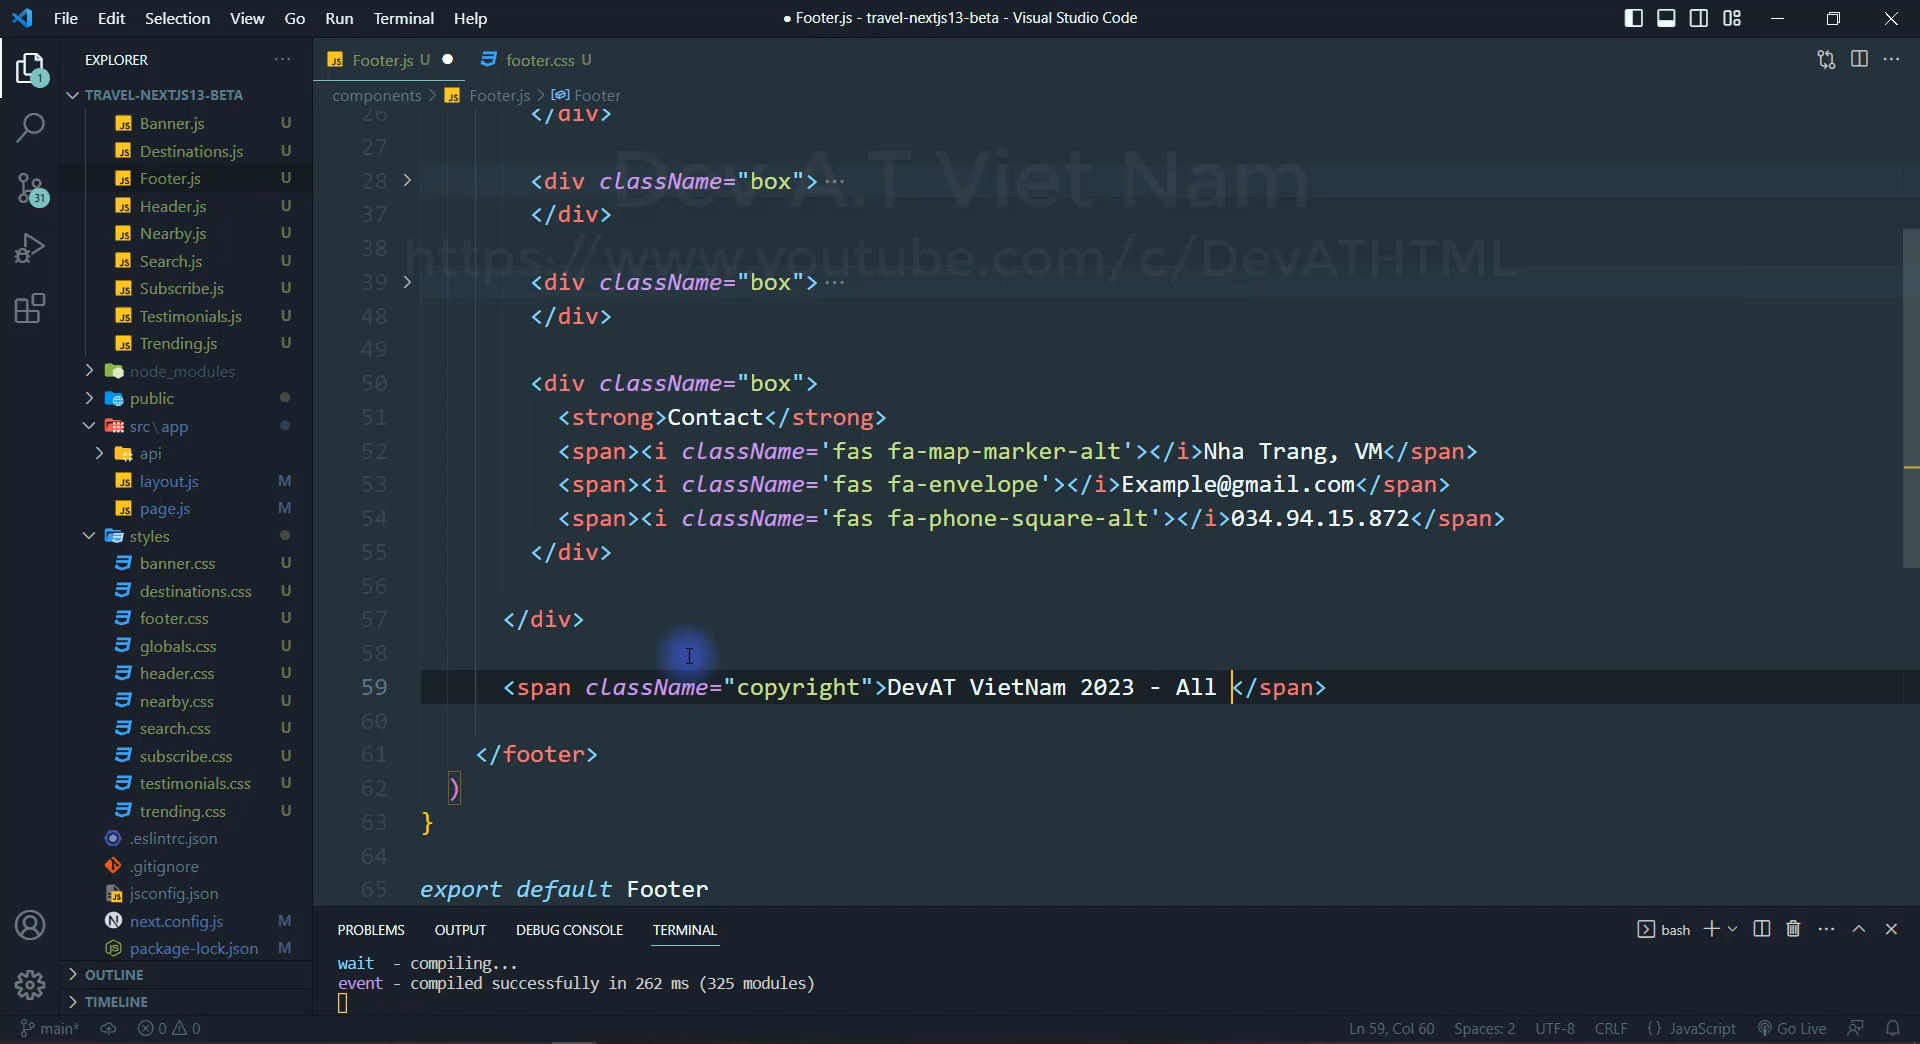 File Edit Selection View Go Run Terminal Help
● Footer.js - travel-nextjs13-beta - Visual Studio Code
EXPLORER
TRAVEL-NEXTJS13-BETA
Banner.js U
Destinations.js U
Footer.js U
Header.js U
Nearby.js U
Search.js U
Subscribe.js U
Testimonials.js U
Trending.js U
node_modules
public
src\app
api
layout.js M
page.js M
styles
banner.css U
destinations.css U
footer.css U
globals.css U
header.css U
nearby.css U
search.css U
subscribe.css U
testimonials.css U
trending.css U
.eslintrc.json
.gitignore
jsconfig.json
next.config.js M
package-lock.json M
OUTLINE
TIMELINE
1
31
Footer.js U ●
footer.css U
components > Footer.js > Footer
Dev A.T Viet Nam
https://www.youtube.com/c/DevATHTML
26 </div>
27
28 <div className="box">···
37 </div>
38
39 <div className="box">···
48 </div>
49
50 <div className="box">
51 <strong>Contact</strong>
52 <span><i className='fas fa-map-marker-alt'></i>Nha Trang, VM</span>
53 <span><i className='fas fa-envelope'></i>Example@gmail.com</span>
54 <span><i className='fas fa-phone-square-alt'></i>034.94.15.872</span>
55 </div>
56
57 </div>
58
59 <span className="copyright">DevAT VietNam 2023 - All </span>
60
61 </footer>
62 )
63 }
64
65 export default Footer
PROBLEMS OUTPUT DEBUG CONSOLE TERMINAL
bash
wait - compiling...
event - compiled successfully in 262 ms (325 modules)
main* 0 0
Ln 59, Col 60 Spaces: 2 UTF-8 CRLF {} JavaScript Go Live